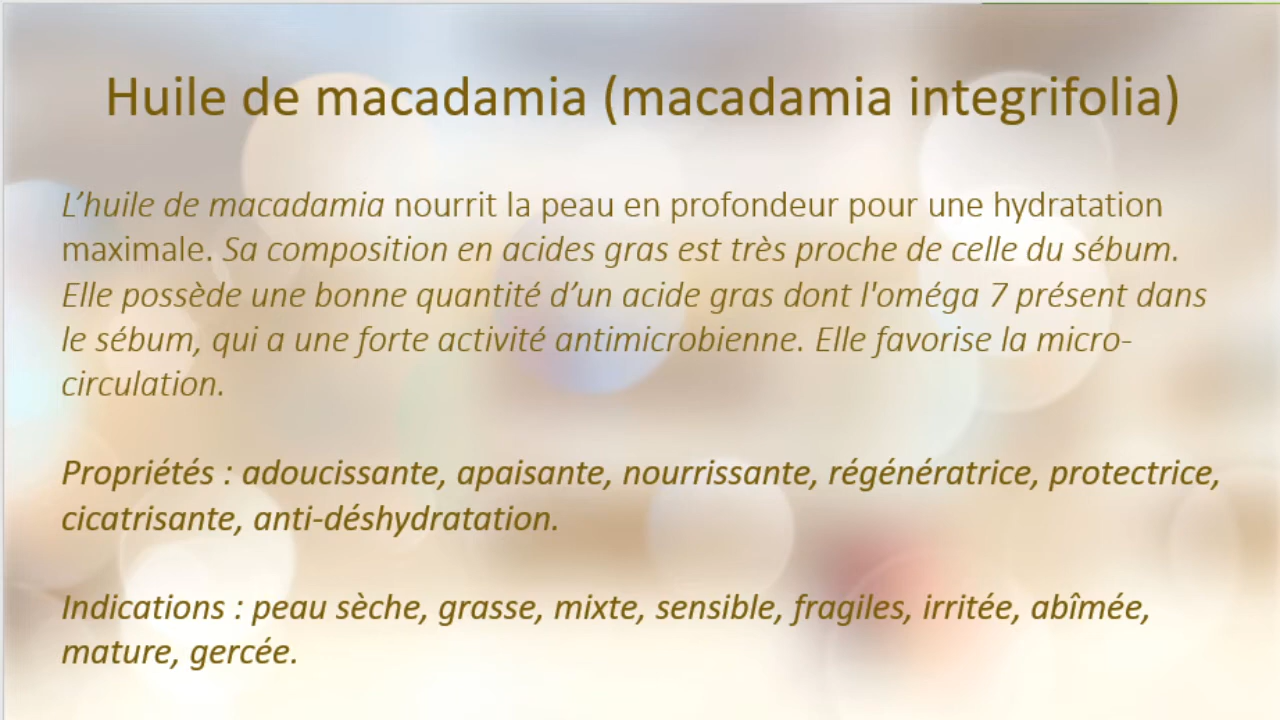 Huile de macadamia (macadamia integrifolia)
L’huile de macadamia nourrit la peau en profondeur pour une hydratation
maximale. Sa composition en acides gras est très proche de celle du sébum.
Elle possède une bonne quantité d’un acide gras dont l'oméga 7 présent dans
le sébum, qui a une forte activité antimicrobienne. Elle favorise la micro-
circulation.
Propriétés : adoucissante, apaisante, nourrissante, régénératrice, protectrice,
cicatrisante, anti-déshydratation.
Indications : peau sèche, grasse, mixte, sensible, fragiles, irritée, abîmée,
mature, gercée.